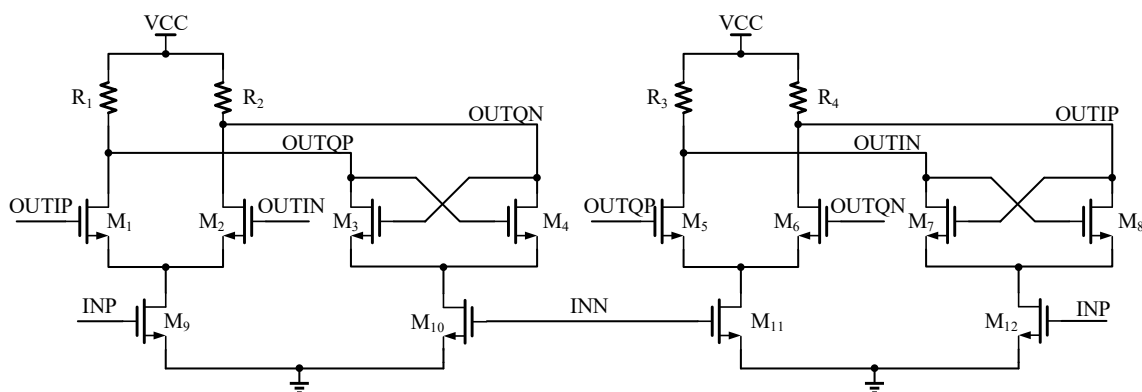 VCC
VCC
R1
R2
R3
R4
OUTQN
OUTIP
OUTQP
OUTIN
OUTIP
M1
M2
OUTIN
M3
M4
OUTQP
M5
M6
OUTQN
M7
M8
INP
M9
M10
INN
M11
M12
INP